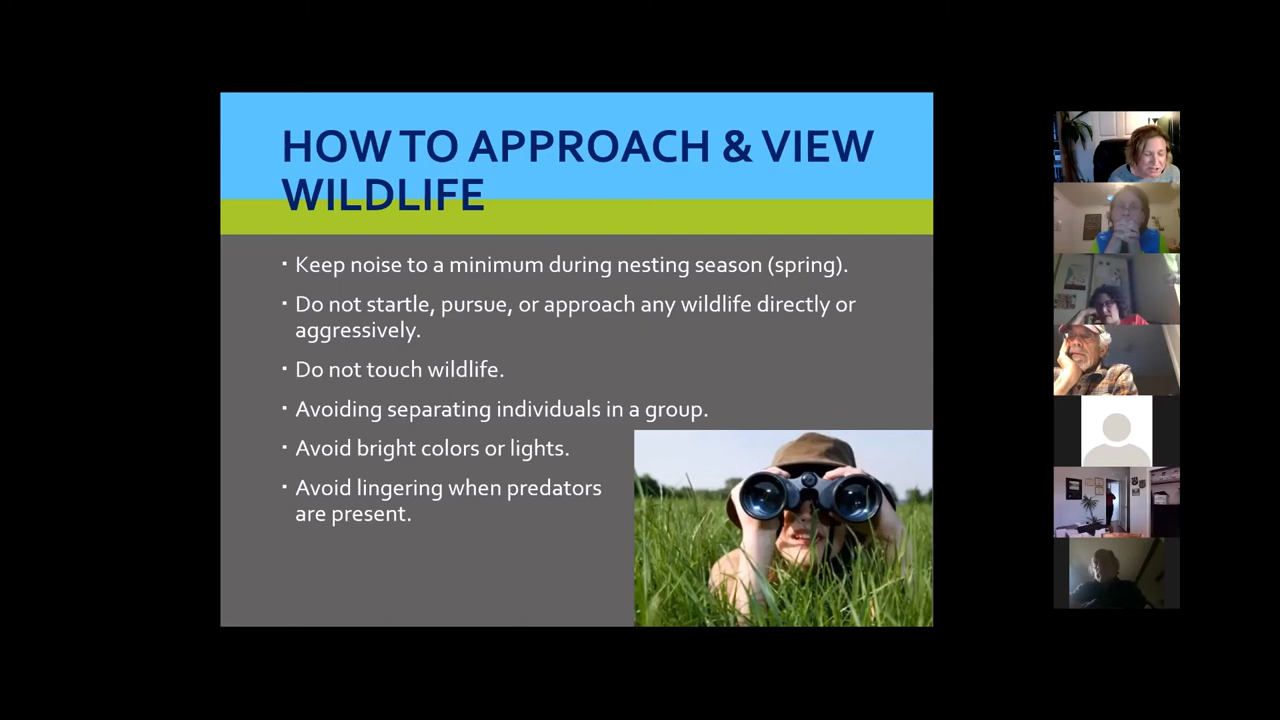 HOW TO APPROACH & VIEW
WILDLIFE
▪ Keep noise to a minimum during nesting season (spring).
▪ Do not startle, pursue, or approach any wildlife directly or
aggressively.
▪ Do not touch wildlife.
▪ Avoiding separating individuals in a group.
▪ Avoid bright colors or lights.
▪ Avoid lingering when predators
are present.